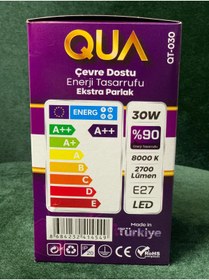 QUA
QT-030
Çevre Dostu
Enerji Tasarrufu
Ekstra Parlak
ENERG
A++
A+
A
B
C
D
E
A++
30W
%90
8000 K
2700
Lümen
E27
LED
Made in
Türkiye
CE
RoHS